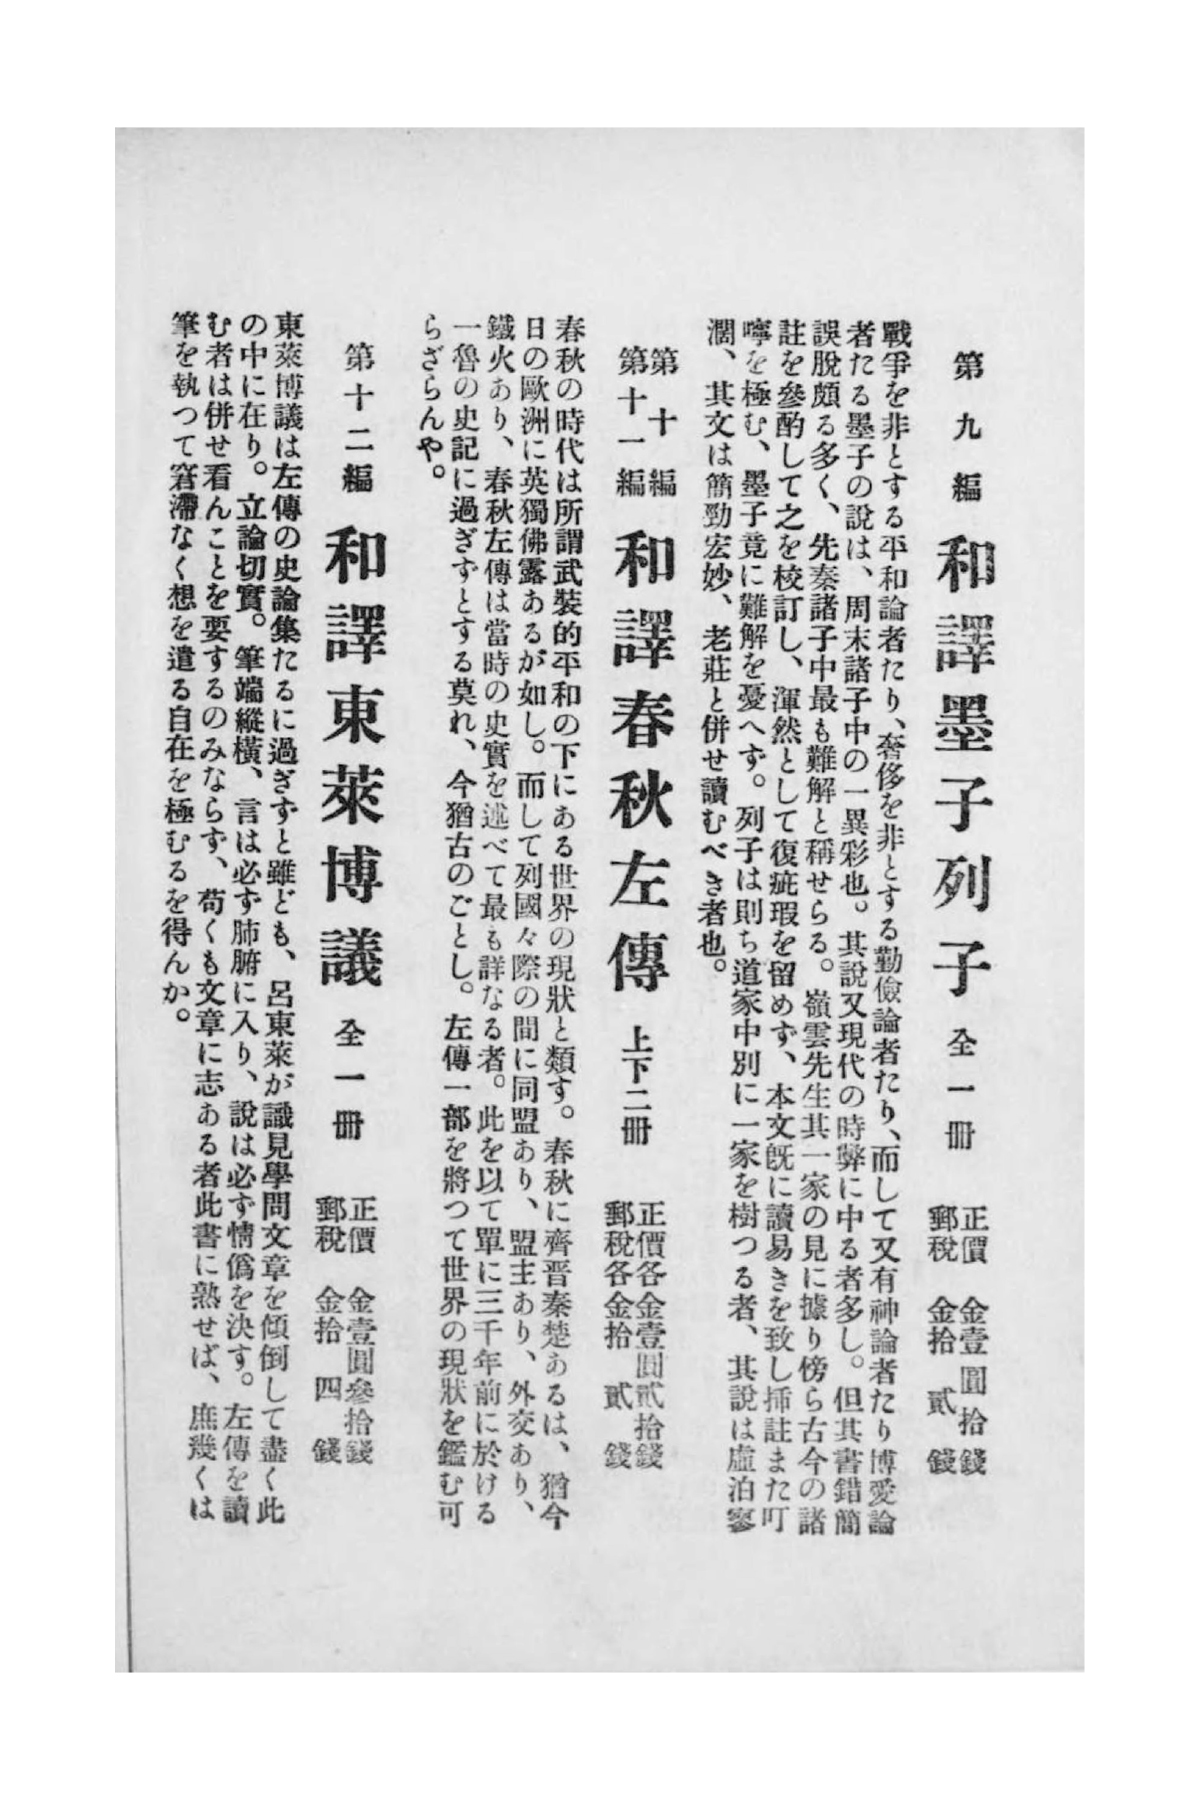 第九編 和譯墨子列子 全一冊 正價 金壹圓拾錢
郵稅 金拾貳錢
戰爭を非とする平和論者たり、奢侈を非とする勤儉論者たり、而して又有神論者たり博愛論
者たる墨子の說は、周末諸子中の一異彩也。其說又現代の時弊に中る者多し。但其書錯簡
誤脫頗る多く、先秦諸子中最も難解と稱せらる。嶺雲先生其一家の見に據り傍ら古今の諸
註を參酌して之を校訂し、渾然として復疵瑕を留めず、本文旣に讀易きを致し揷註また叮
嚀を極む、墨子竟に難解を憂へず。列子は則ち道家中別に一家を樹つる者、其說は虛泊寥
濶、其文は簡勁宏妙、老莊と併せ讀むべき者也。
第十編
第十一編 和譯春秋左傳 上下二冊 正價各金壹圓貳拾錢
郵稅各金拾貳錢
春秋の時代は所謂武裝的平和の下にある世界の現狀と類す。春秋に齊晋秦楚あるは、猶今
日の歐洲に英獨佛露あるが如し。而して列國々際の間に同盟あり、盟主あり、外交あり、
鐵火あり、春秋左傳は當時の史實を述べて最も詳なる者。此を以て單に三千年前に於ける
一魯の史記に過ぎずとする莫れ、今猶古のごとし。左傳一部を將つて世界の現狀を鑑む可
らざらんや。
第十二編 和譯東萊博議 全一冊 正價 金壹圓參拾錢
郵稅 金拾四錢
東萊博議は左傳の史論集たるに過ぎずと雖ども、呂東萊が識見學問文章を傾倒して盡く此
の中に在り。立論切實。筆端縱橫、言は必ず肺腑に入り、說は必ず情僞を決す。左傳を讀
む者は併せ看んことを要するのみならず、苟くも文章に志ある者此書に熟せば、庶幾くは
筆を執つて窘滯なく想を遣る自在を極むるを得んか。